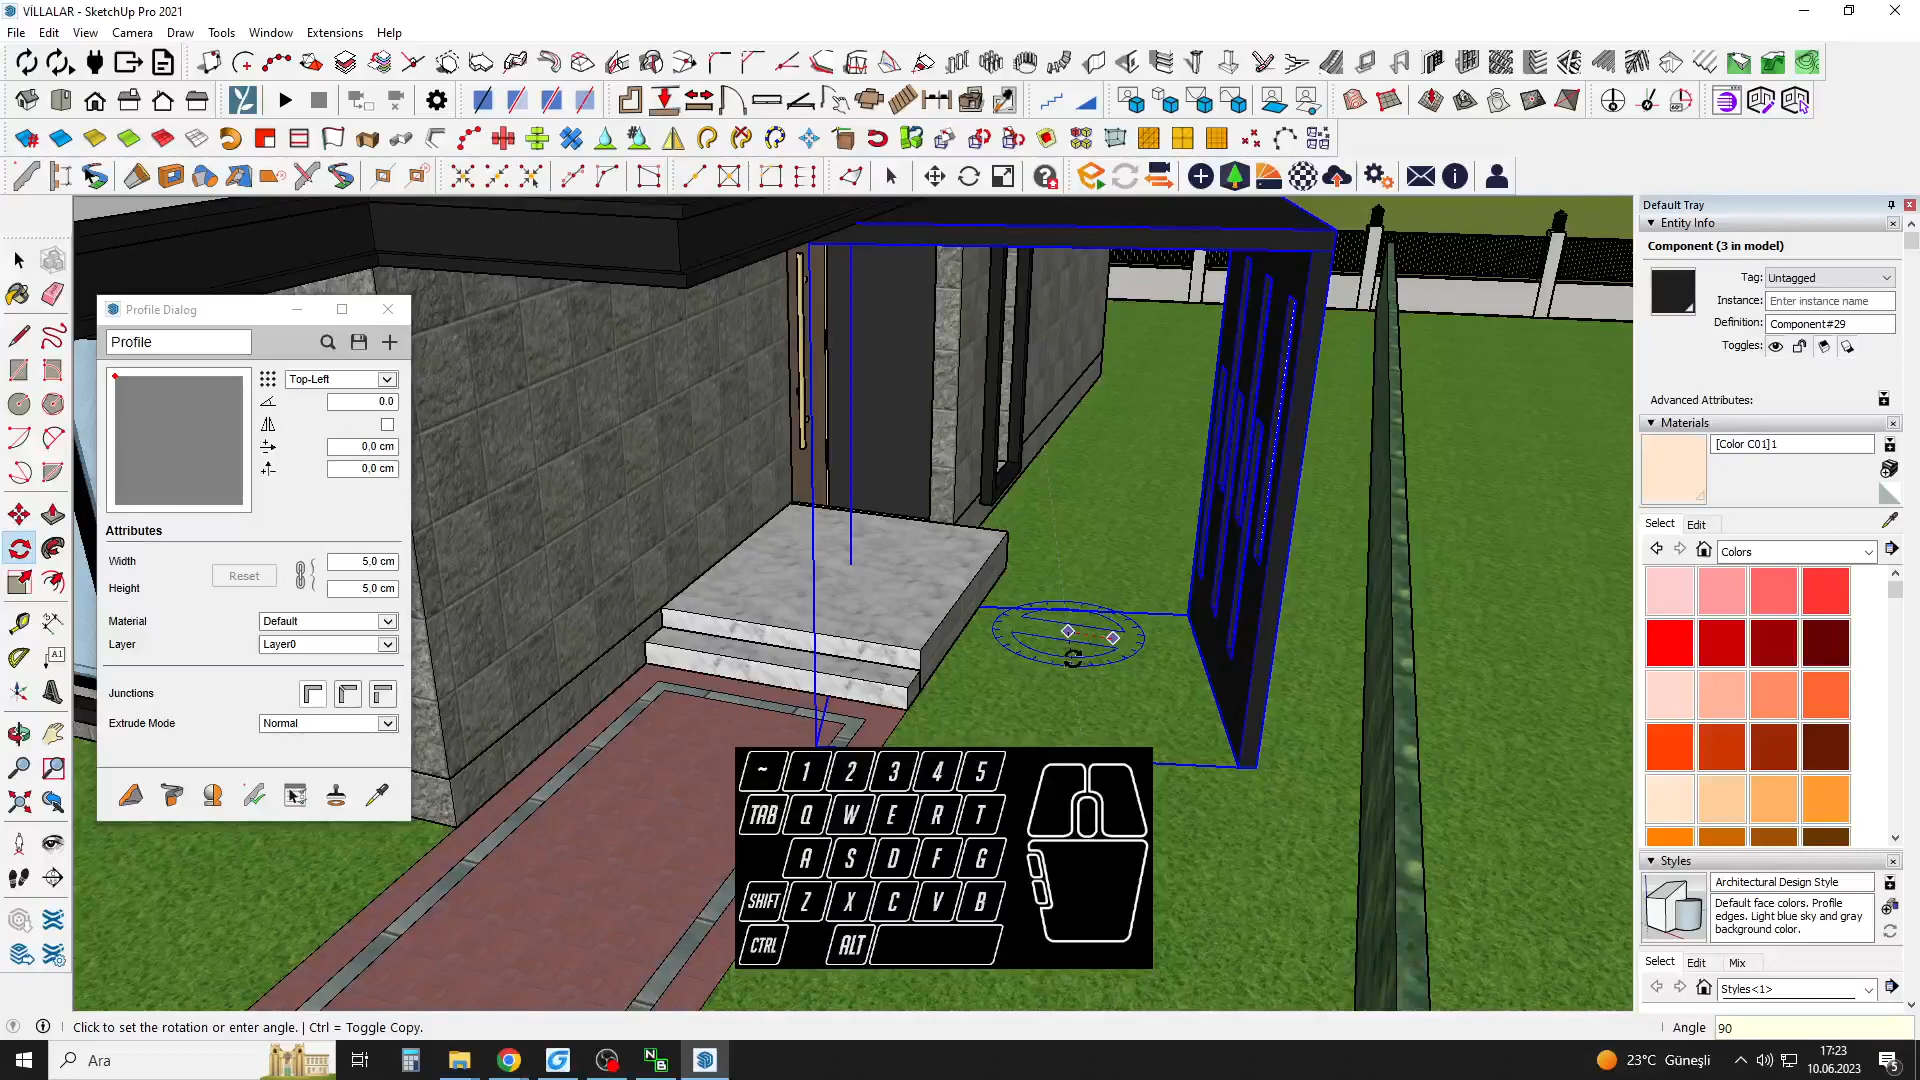 VİLLALAR - SketchUp Pro 2021
File Edit View Camera Draw Tools Window Extensions Help
Default Tray
Entity Info
Component (3 in model)
Tag: Untagged
Instance: Enter instance name
Definition: Component#29
Toggles:
Advanced Attributes:
Materials
[Color C01]1
Select Edit
Colors
Styles
Architectural Design Style
Default face colors. Profile
edges. Light blue sky and gray
background color.
Select Edit Mix
Styles<1>
Profile Dialog
Profile
Top-Left
0.0
0,0 cm
0,0 cm
Attributes
Width 5,0 cm
Reset
Height 5,0 cm
Material Default
Layer Layer0
Junctions
Extrude Mode Normal
A1
~ 1 2 3 4 5
TAB Q W E R T
A S D F G
SHIFT Z X C V B
CTRL ALT
Click to set the rotation or enter angle. | Ctrl = Toggle Copy.
Angle 90
Ara
N
B
23°C Güneşli
17:23
10.06.2023
5